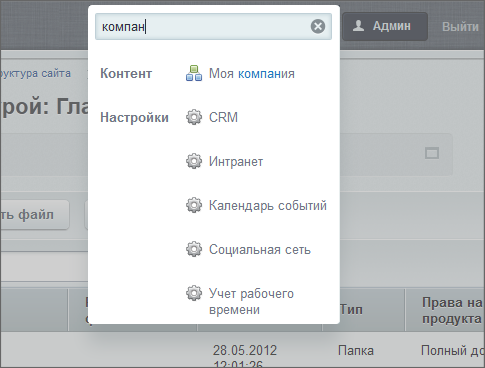 компан
Админ
Выйти
руктура сайта
Контент
Моя компания
рой: Гла
Настройки
CRM
Интранет
Календарь событий
ть файл
Социальная сеть
Учет рабочего
времени
Тип
Права на
продукта
28.05.2012
12:01:26
Папка
Полный до